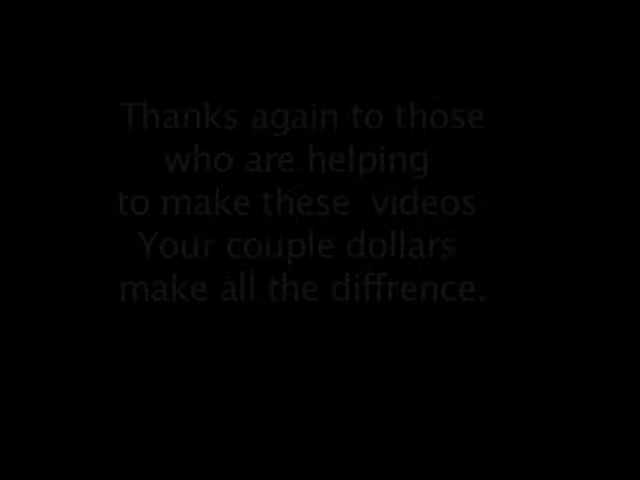 Thanks again to those
who are helping
to make these videos
Your couple dollars
make all the diffrence.